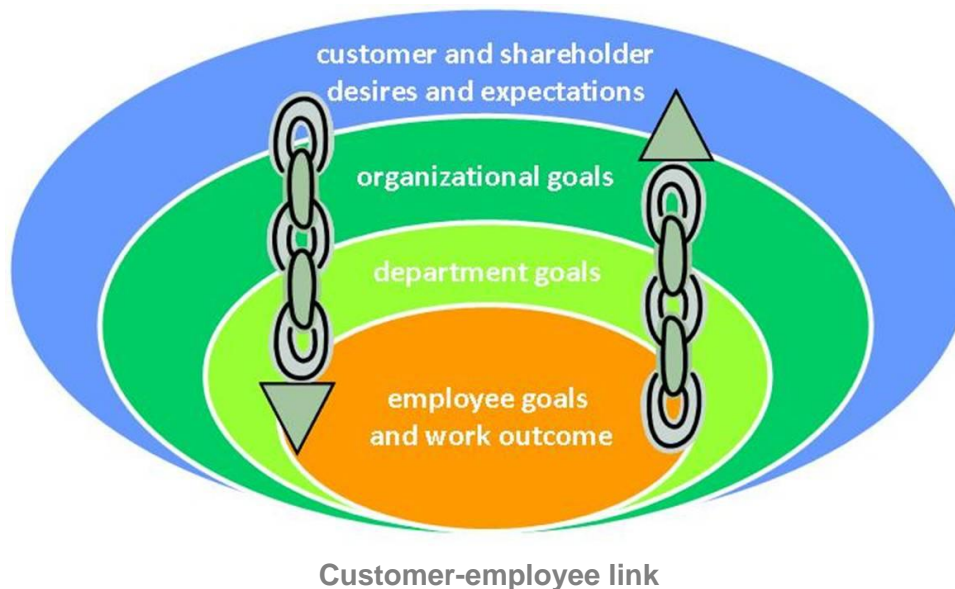 customer and shareholder
desires and expectations
organizational goals
department goals
employee goals
and work outcome
Customer-employee link